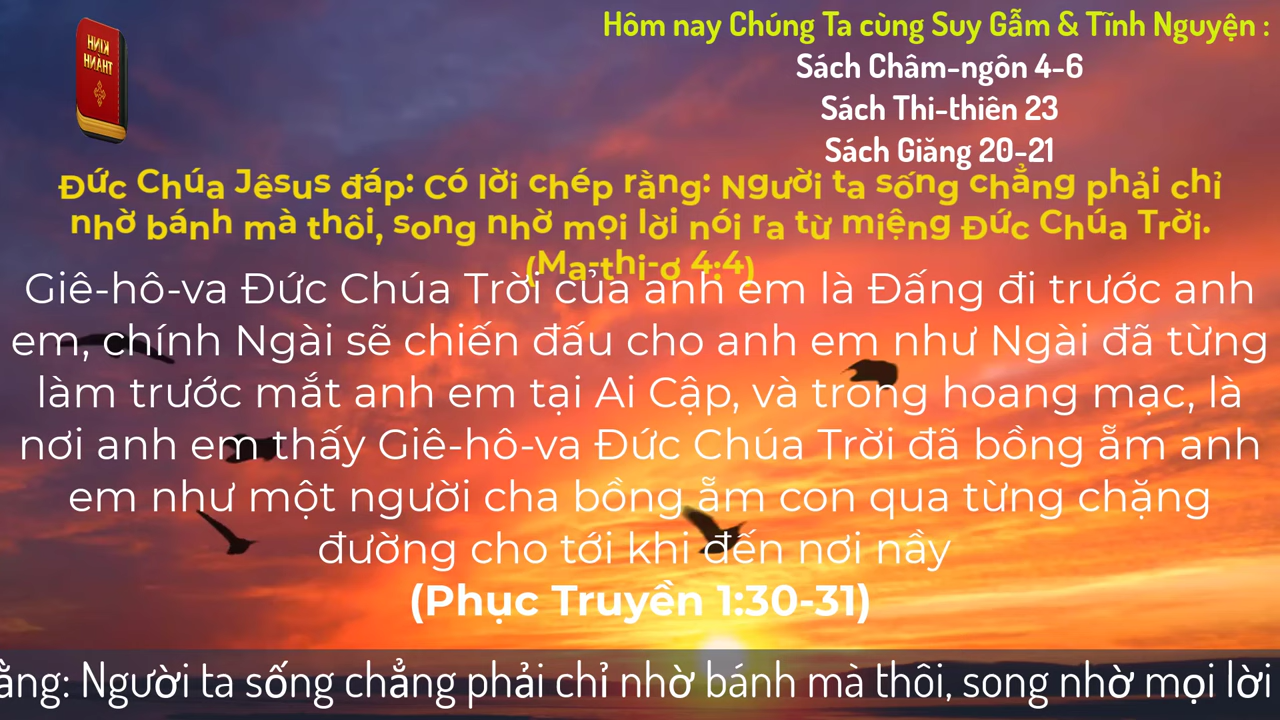 KINH
THÁNH
Hôm nay Chúng Ta cùng Suy Gẫm & Tĩnh Nguyện :
Sách Châm-ngôn 4-6
Sách Thi-thiên 23
Sách Giăng 20-21
Đức Chúa Jêsus đáp: Có lời chép rằng: Người ta sống chẳng phải chỉ
nhờ bánh mà thôi, song nhờ mọi lời nói ra từ miệng Đức Chúa Trời.
(Ma-thi-ơ 4:4)
Giê-hô-va Đức Chúa Trời của anh em là Đấng đi trước anh
em, chính Ngài sẽ chiến đấu cho anh em như Ngài đã từng
làm trước mắt anh em tại Ai Cập, và trong hoang mạc, là
nơi anh em thấy Giê-hô-va Đức Chúa Trời đã bồng ẵm anh
em như một người cha bồng ẵm con qua từng chặng
đường cho tới khi đến nơi nầy
(Phục Truyền 1:30-31)
ằng: Người ta sống chẳng phải chỉ nhờ bánh mà thôi, song nhờ mọi lời